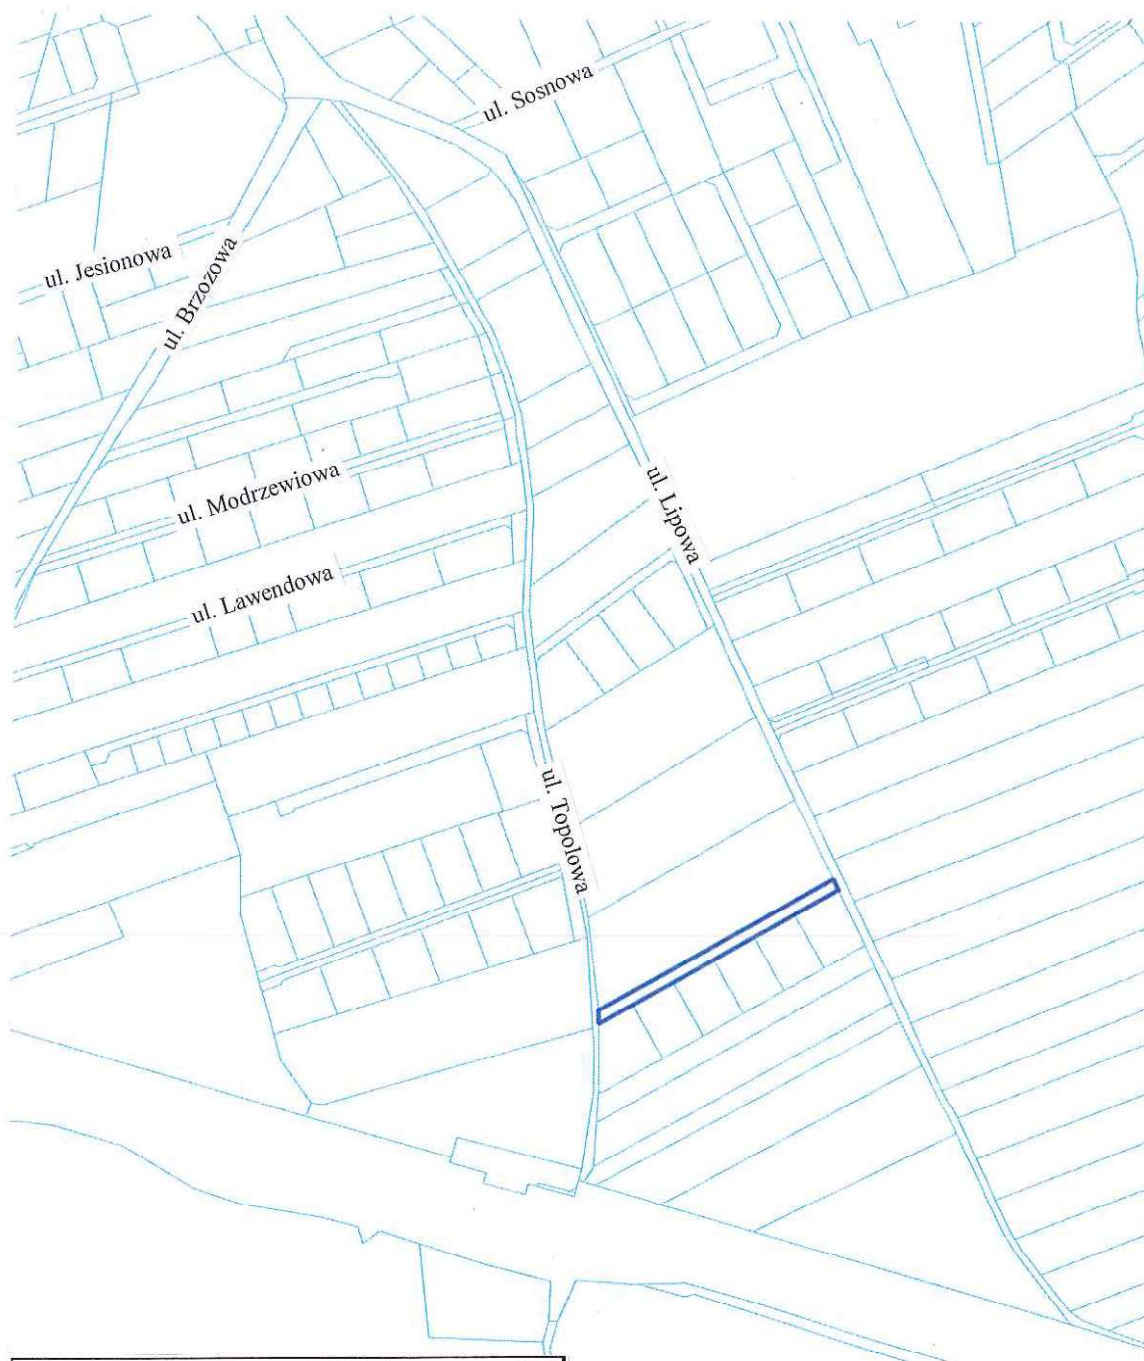 ul. Sosnowa
ul. Jesionowa
ul. Brzozowa
ul. Modrzewiowa
ul. Lipowa
ul. Lawendowa
ul. Topolowa